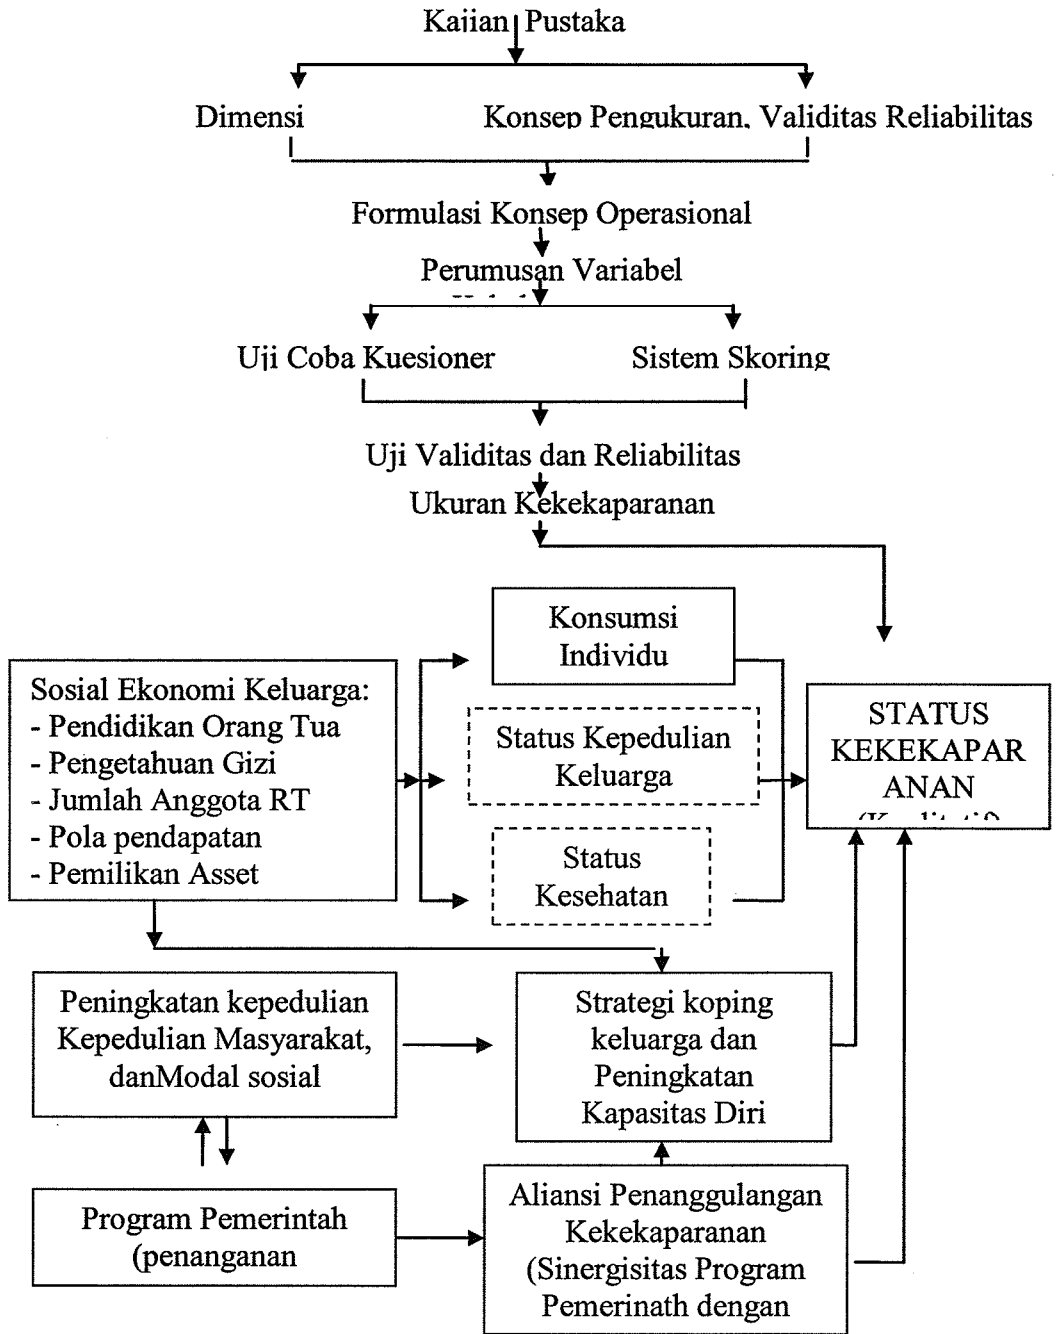 Kajian Pustaka
Dimensi
Konsep Pengukuran, Validitas Reliabilitas
Formulasi Konsep Operasional
Perumusan Variabel
Uji Coba Kuesioner
Sistem Skoring
Uji Validitas dan Reliabilitas
Ukuran Kekekaparanan
Konsumsi
Individu
Sosial Ekonomi Keluarga:
- Pendidikan Orang Tua
- Pengetahuan Gizi
- Jumlah Anggota RT
- Pola pendapatan
- Pemilikan Asset
Status Kepedulian
Keluarga
Status
Kesehatan
STATUS
KEKEKAPAR
ANAN
Peningkatan kepedulian
Kepedulian Masyarakat,
danModal sosial
Strategi koping
keluarga dan
Peningkatan
Kapasitas Diri
Program Pemerintah
(penanganan
Aliansi Penanggulangan
Kekekaparanan
(Sinergisitas Program
Pemerinath dengan